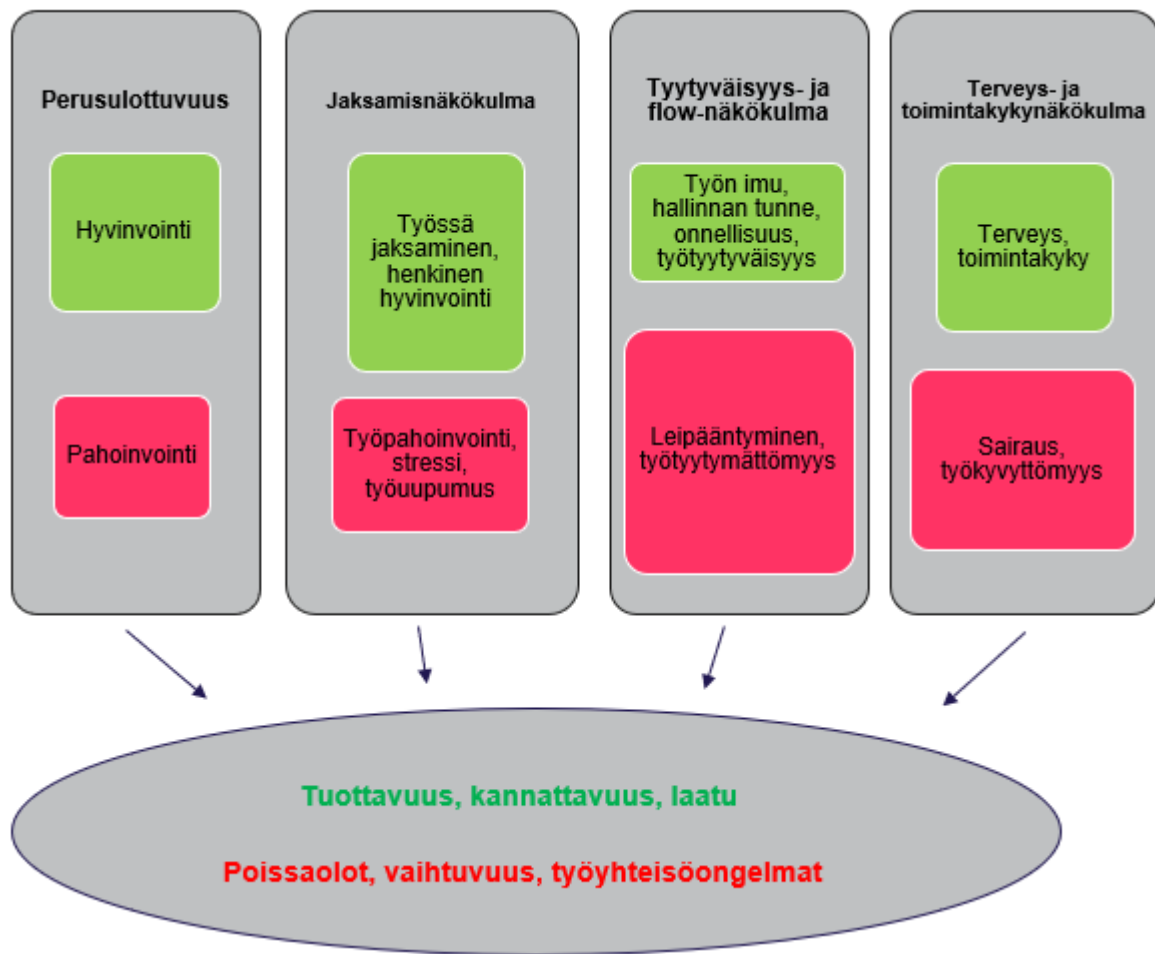 Perusulottuvuus
Hyvinvointi
Pahoinvointi
Jaksamisnäkökulma
Työssä
jaksaminen,
henkinen
hyvinvointi
Työpahoinvointi,
stressi,
työuupumus
Tyytyväisyys- ja
flow-näkökulma
Työn imu,
hallinnan tunne,
onnellisuus,
työtyytyväisyys
Leipääntyminen,
työtyytymättömyys
Terveys- ja
toimintakykynäkökulma
Terveys,
toimintakyky
Sairaus,
työkyvyttömyys
Tuottavuus, kannattavuus, laatu
Poissaolot, vaihtuvuus, työyhteisöongelmat